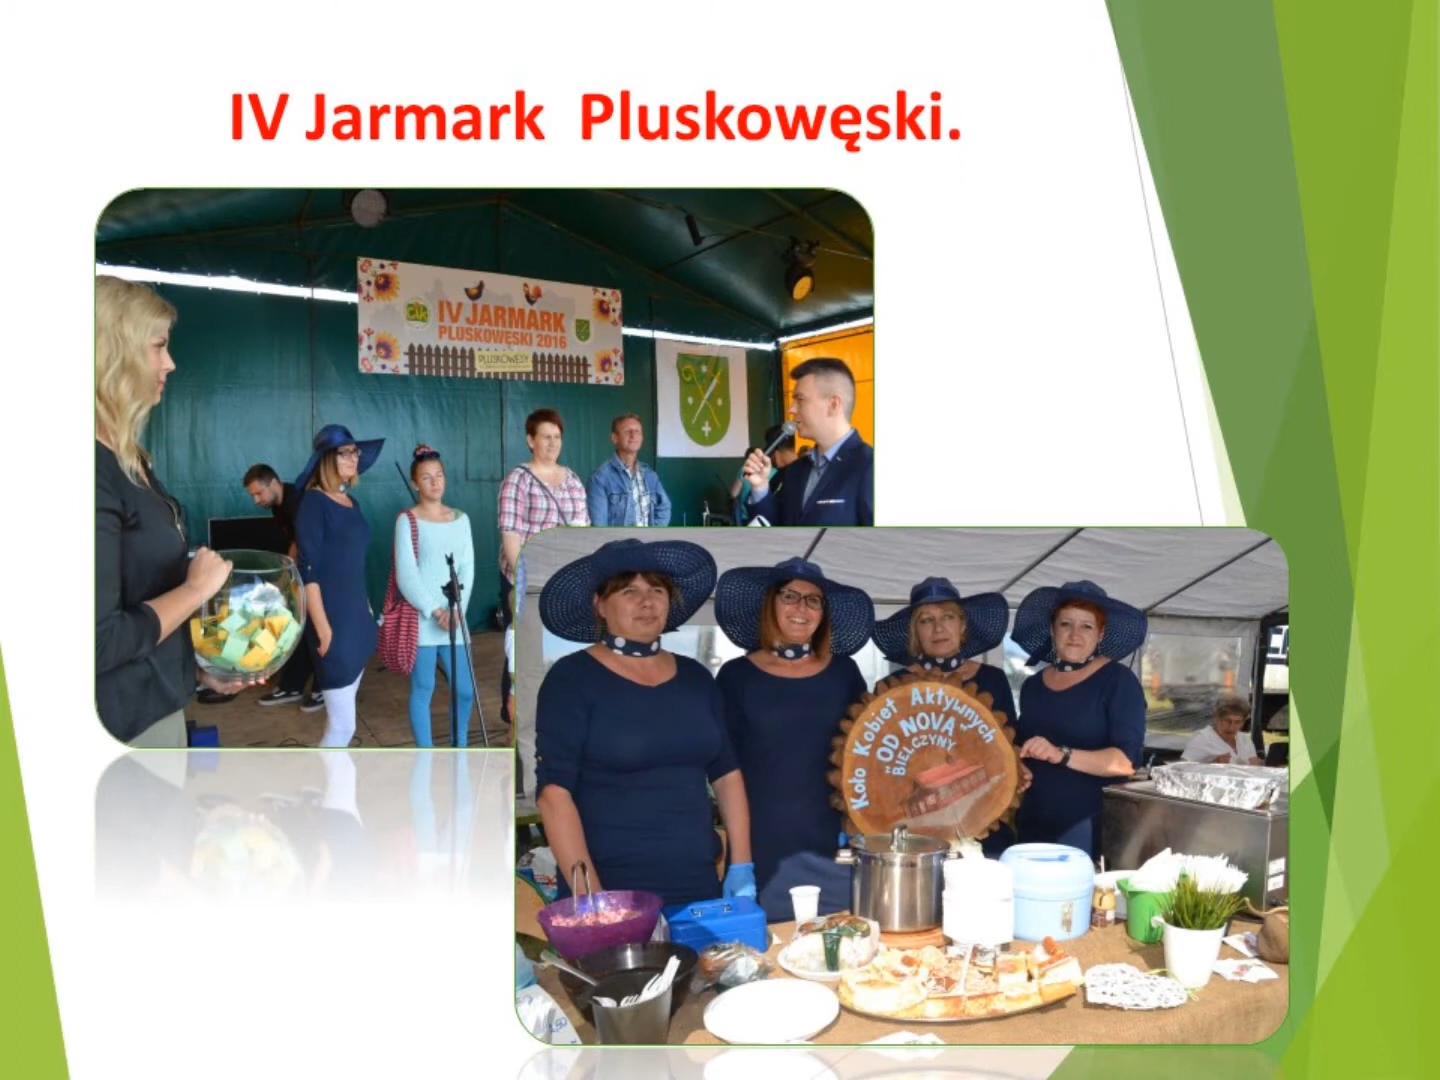 IV Jarmark Pluskowęski.
IV JARMARK
PLUSKOWĘSKI 2016
PLUSKOWĘSY
Koło Kobiet Aktywnych
"OD NOVA"
BIELCZYNY